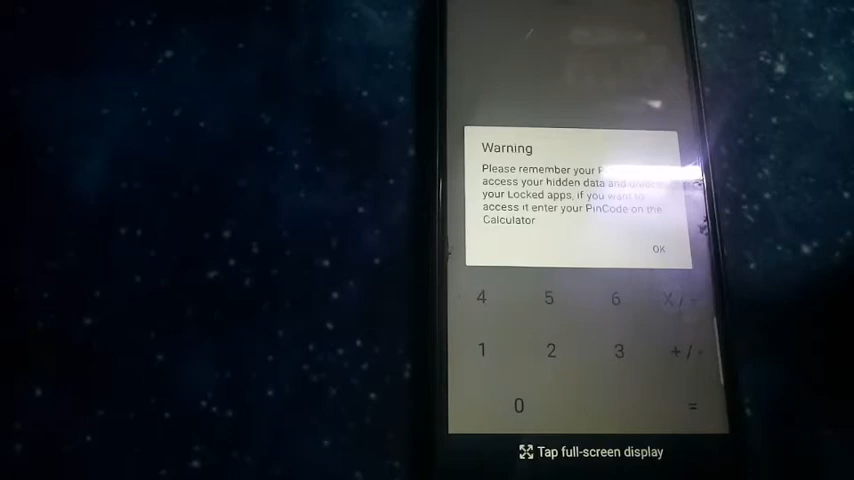 Warning
Please remember your
access your hidden data and unlock
your Locked apps, if you want to
access it enter your PinCode on the
Calculator
OK
4 5 6 X / ÷
1 2 3 + / -
0 =
Tap full-screen display